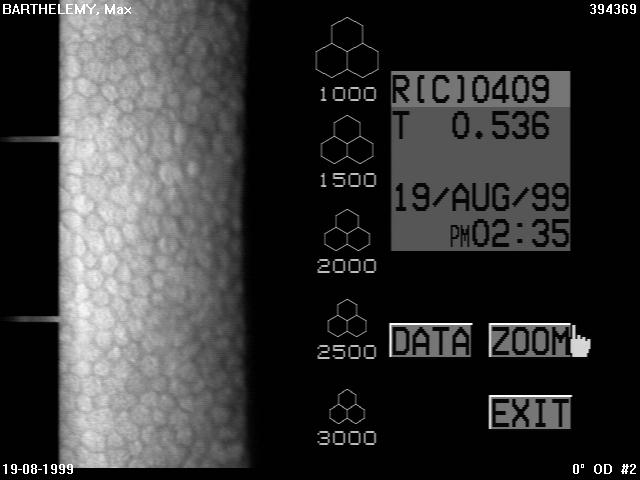 BARTHELEMY, Max
394369
1000
1500
2000
2500
3000
R[C]0409
T 0.536
19/AUG/99
PM02:35
DATA ZOOM
EXIT
19-08-1999
0° OD #2